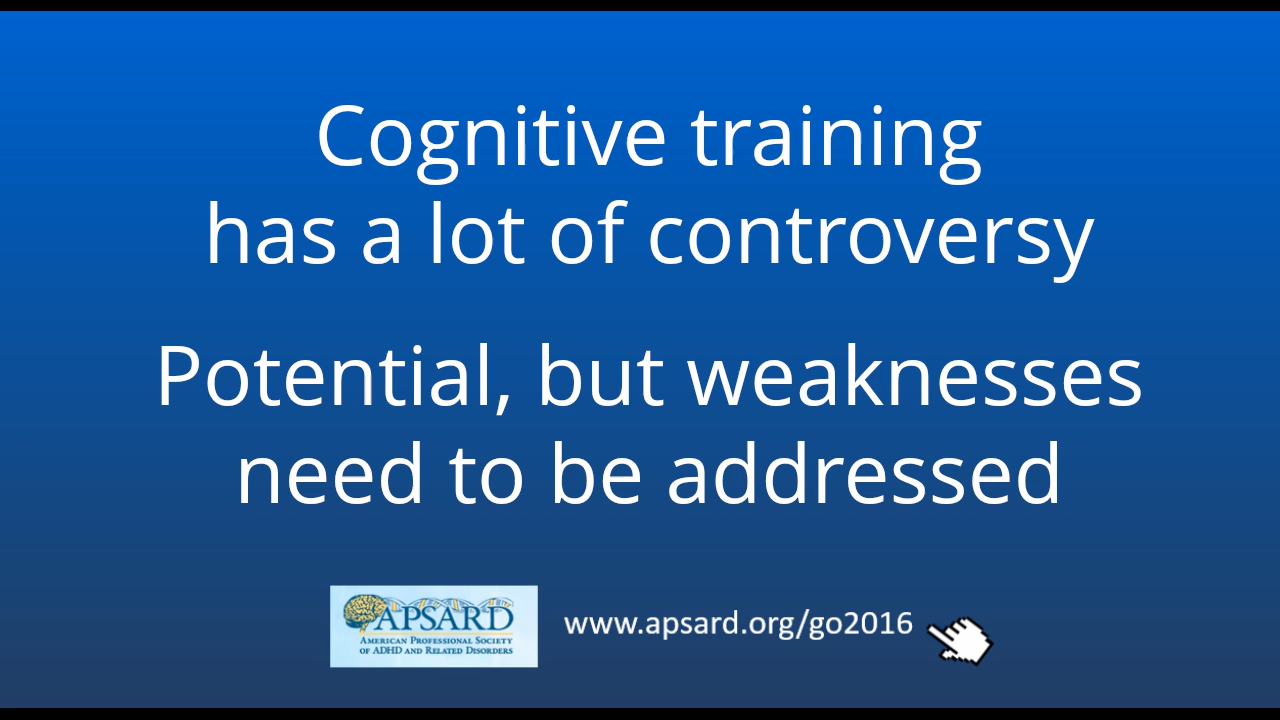 Cognitive training
has a lot of controversy
Potential, but weaknesses
need to be addressed
APSARD
AMERICAN PROFESSIONAL SOCIETY
OF ADHD AND RELATED DISORDERS
www.apsard.org/go2016